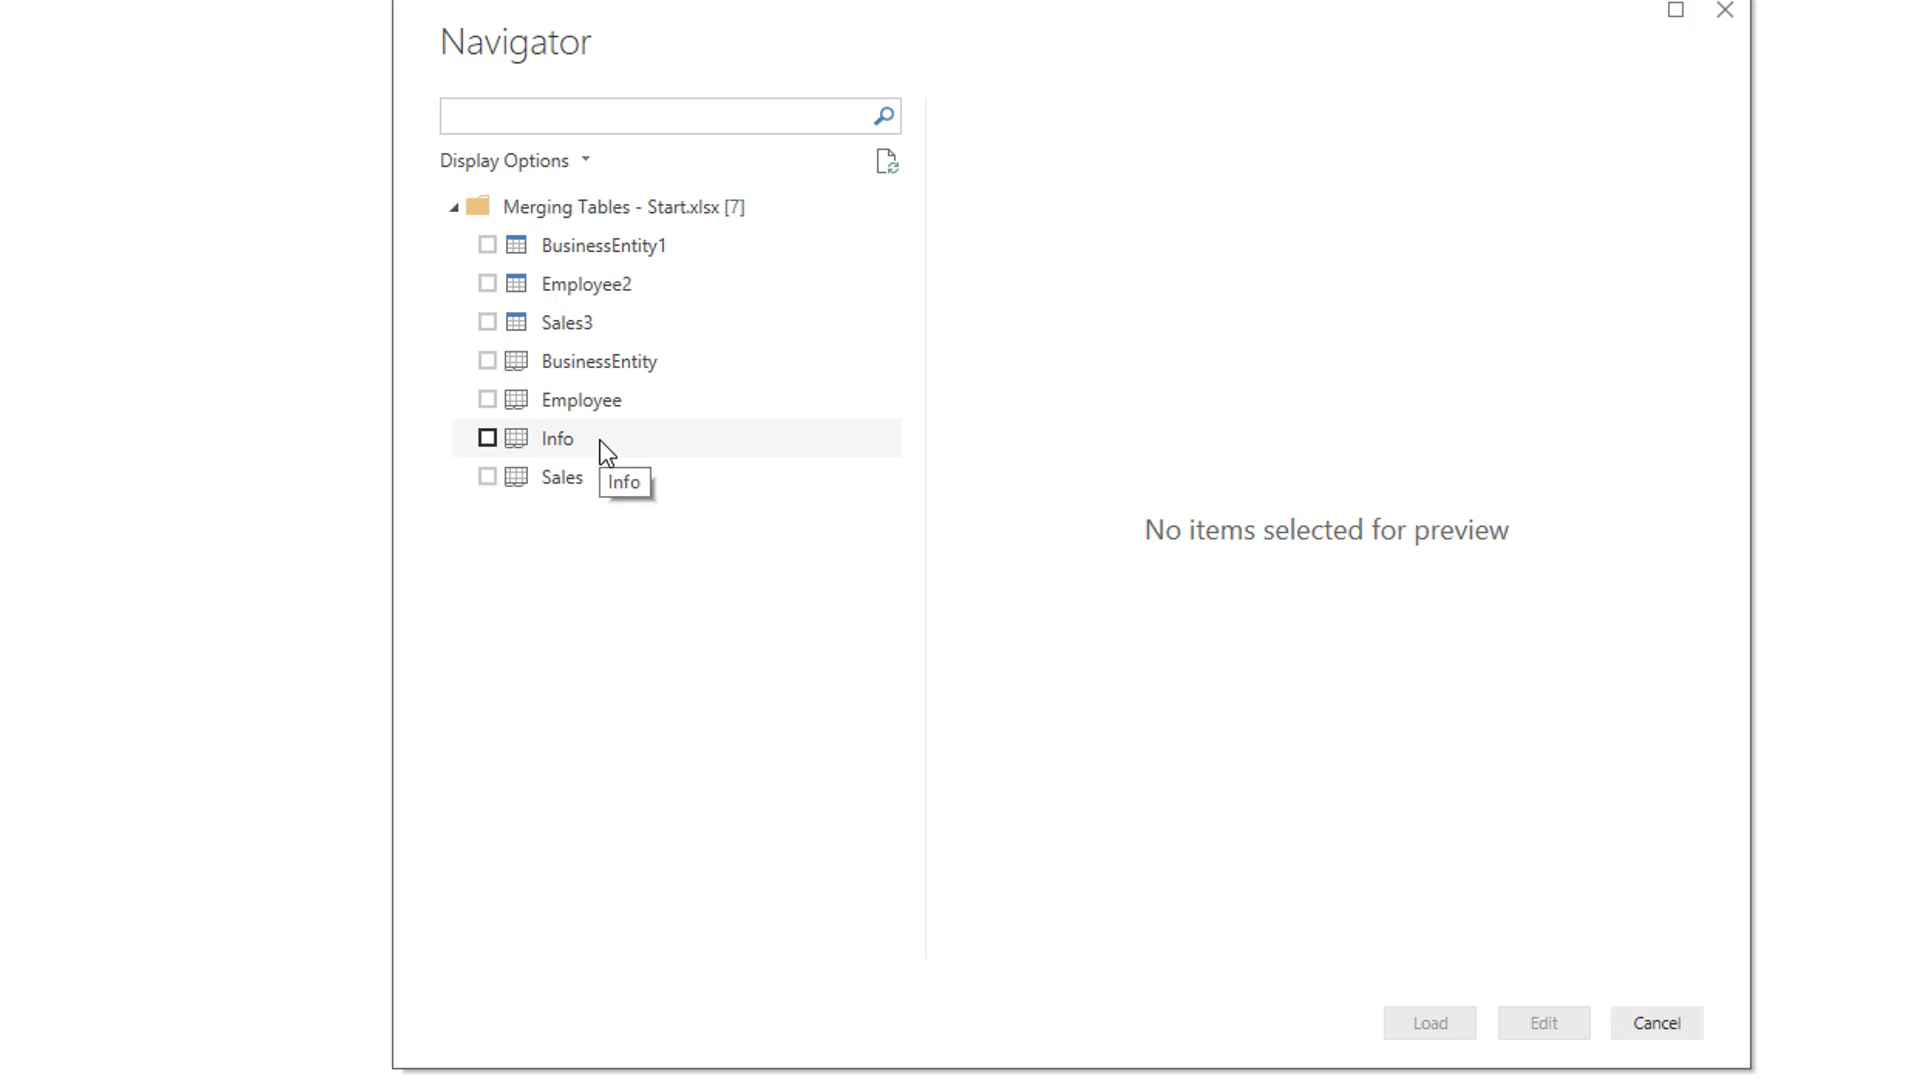 Navigator
Display Options
Merging Tables - Start.xlsx [7]
BusinessEntity1
Employee2
Sales3
BusinessEntity
Employee
Info
Sales
Info
No items selected for preview
Load
Edit
Cancel